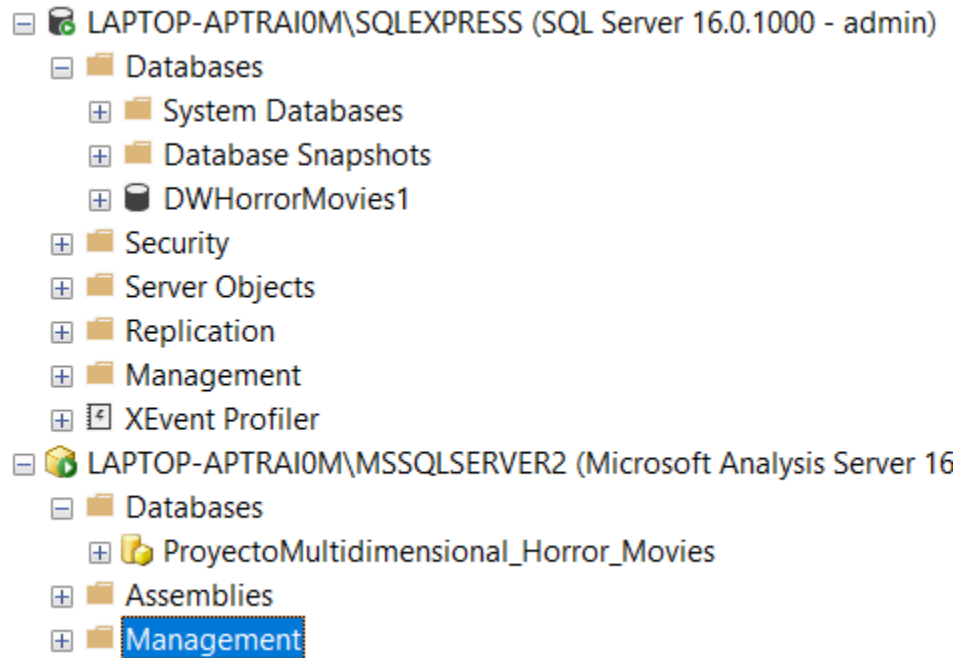 LAPTOP-APTRAI0M\SQLEXPRESS (SQL Server 16.0.1000 - admin)
Databases
System Databases
Database Snapshots
DWHorrorMovies1
Security
Server Objects
Replication
Management
XEvent Profiler
LAPTOP-APTRAI0M\MSSQLSERVER2 (Microsoft Analysis Server 16
Databases
ProyectoMultidimensional_Horror_Movies
Assemblies
Management